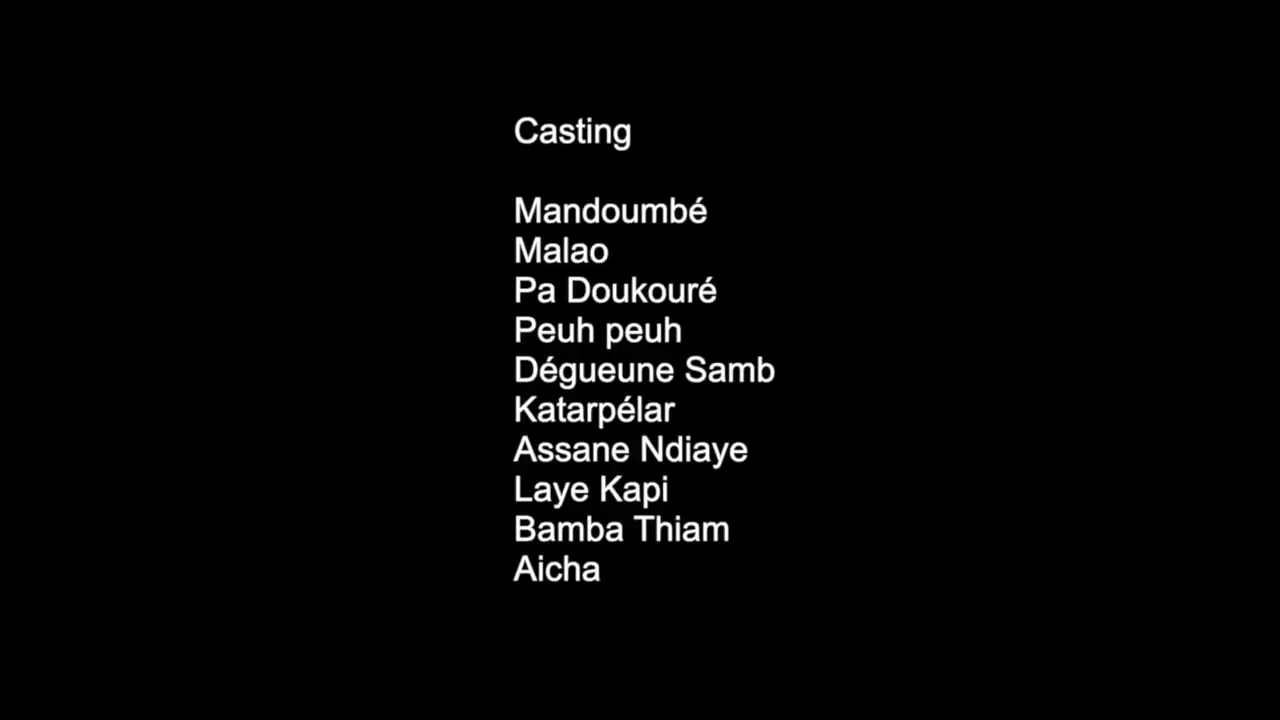 Casting
Mandoumbé
Malao
Pa Doukouré
Peuh peuh
Dégueune Samb
Katarpélar
Assane Ndiaye
Laye Kapi
Bamba Thiam
Aicha